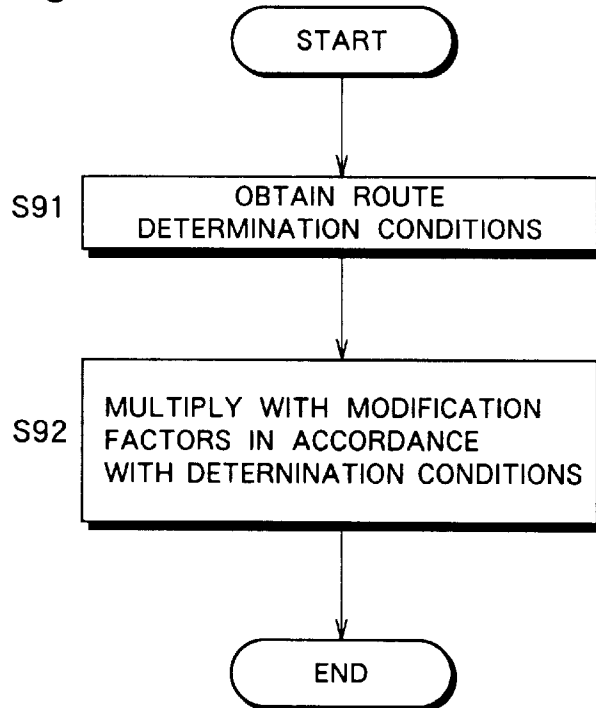 START
S91
OBTAIN ROUTE
DETERMINATION CONDITIONS
S92
MULTIPLY WITH MODIFICATION
FACTORS IN ACCORDANCE
WITH DETERNINATION CONDITIONS
END